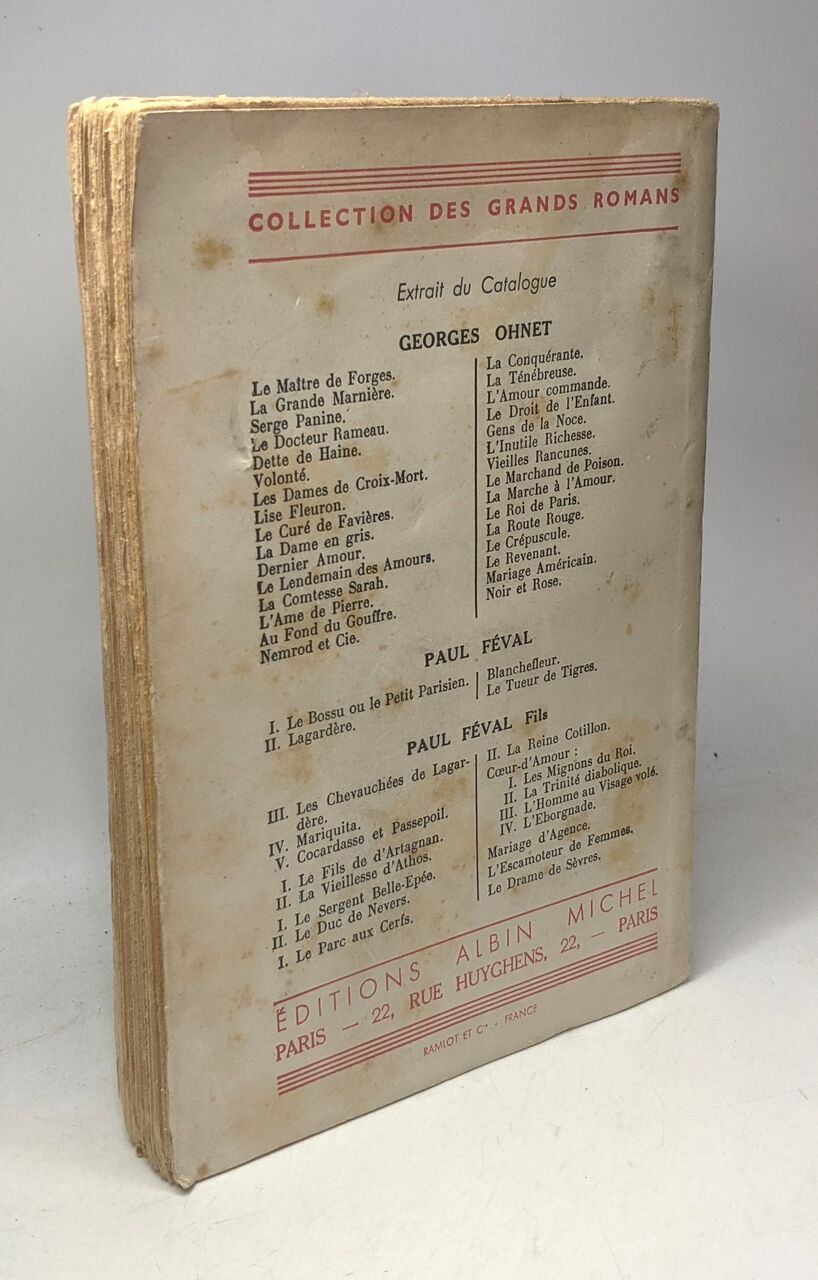 COLLECTION DES GRANDS ROMANS
Extrait du Catalogue
GEORGES OHNET
Le Maître de Forges.
La Grande Marnière.
Serge Panine.
Le Docteur Rameau.
Dette de Haine.
Volonté.
Les Dames de Croix-Mort.
Lise Fleuron.
Le Curé de Favières.
La Dame en gris.
Dernier Amour.
Le Lendemain des Amours.
La Comtesse Sarah.
L'Ame de Pierre.
Au Fond du Gouffre.
Nemrod et Cie.
La Conquérante.
La Ténébreuse.
L'Amour commande.
Le Droit de l'Enfant.
Gens de la Noce.
L'Inutile Richesse.
Vieilles Rancunes.
Le Marchand de Poison.
La Marche à l'Amour.
Le Roi de Paris.
La Route Rouge.
Le Crépuscule.
Le Revenant.
Mariage Américain.
Noir et Rose.
PAUL FÉVAL
I. Le Bossu ou le Petit Parisien.
II. Lagardère.
Blanchefleur.
Le Tueur de Tigres.
PAUL FÉVAL Fils
III. Les Chevauchées de Lagar-
dère.
IV. Mariquita.
V. Cocardasse et Passepoil.
I. Le Fils de d'Artagnan.
II. La Vieillesse d'Athos.
I. Le Sergent Belle-Epée.
II. Le Duc de Nevers.
I. Le Parc aux Cerfs.
II. La Reine Cotillon.
Cœur-d'Amour :
I. Les Mignons du Roi.
II. La Trinité diabolique.
III. L'Homme au Visage volé.
IV. L'Eborgnade.
Mariage d'Agence.
L'Escamoteur de Femmes.
Le Drame de Sèvres.
ÉDITIONS ALBIN MICHEL
PARIS — 22, RUE HUYGHENS, 22, — PARIS
RAMLOT ET Cie - FRANCE